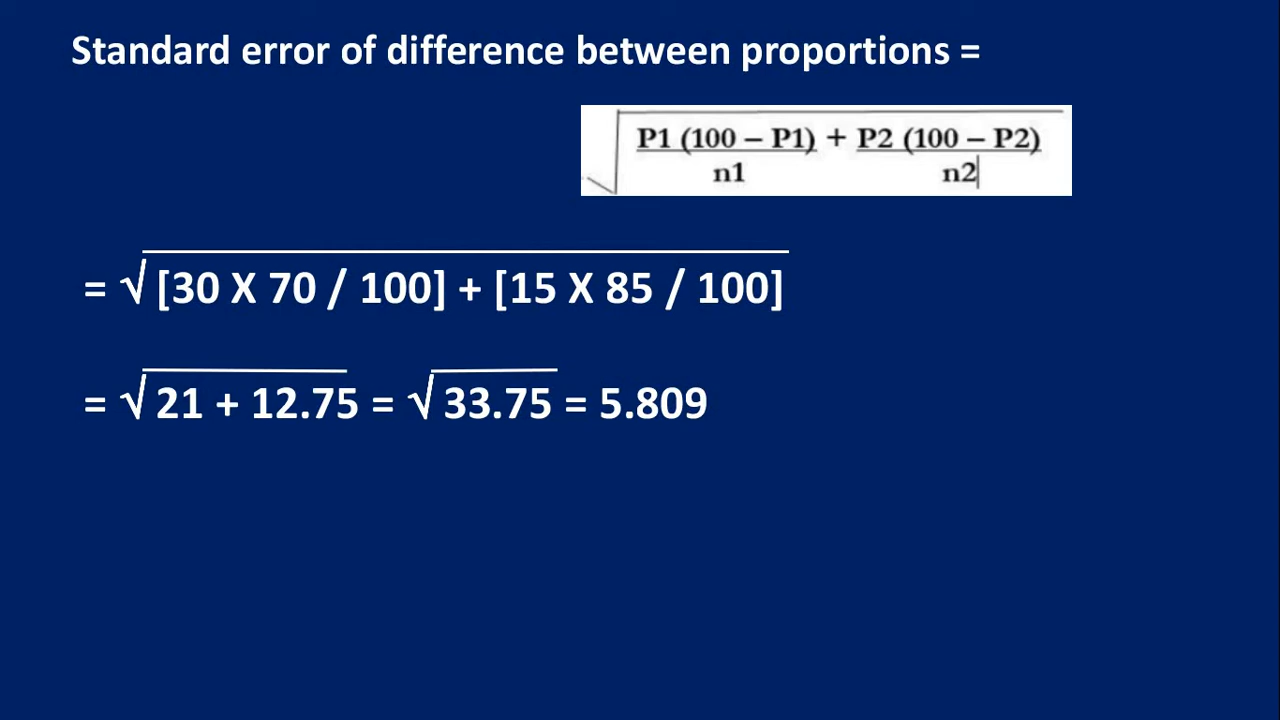 Standard error of difference between proportions =
P1 (100 – P1) + P2 (100 – P2)
n1 n2
= √ [30 X 70 / 100] + [15 X 85 / 100]
= √ 21 + 12.75 = √ 33.75 = 5.809